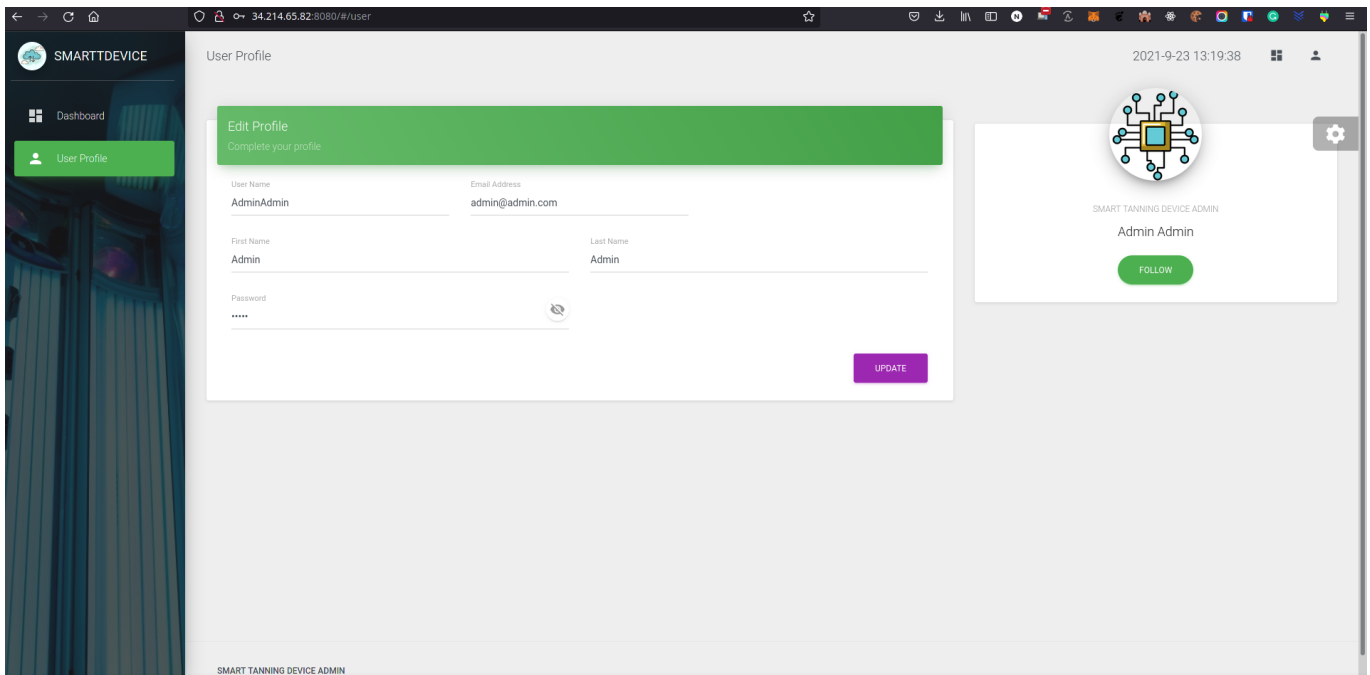 34.214.65.82:8080/#/user
SMARTTDEVICE
User Profile
2021-9-23 13:19:38
Dashboard
User Profile
Edit Profile
Complete your profile
User Name
Email Address
AdminAdmin
admin@admin.com
First Name
Last Name
Admin
Admin
Password
•••••
UPDATE
SMART TANNING DEVICE ADMIN
Admin Admin
FOLLOW
SMART TANNING DEVICE ADMIN